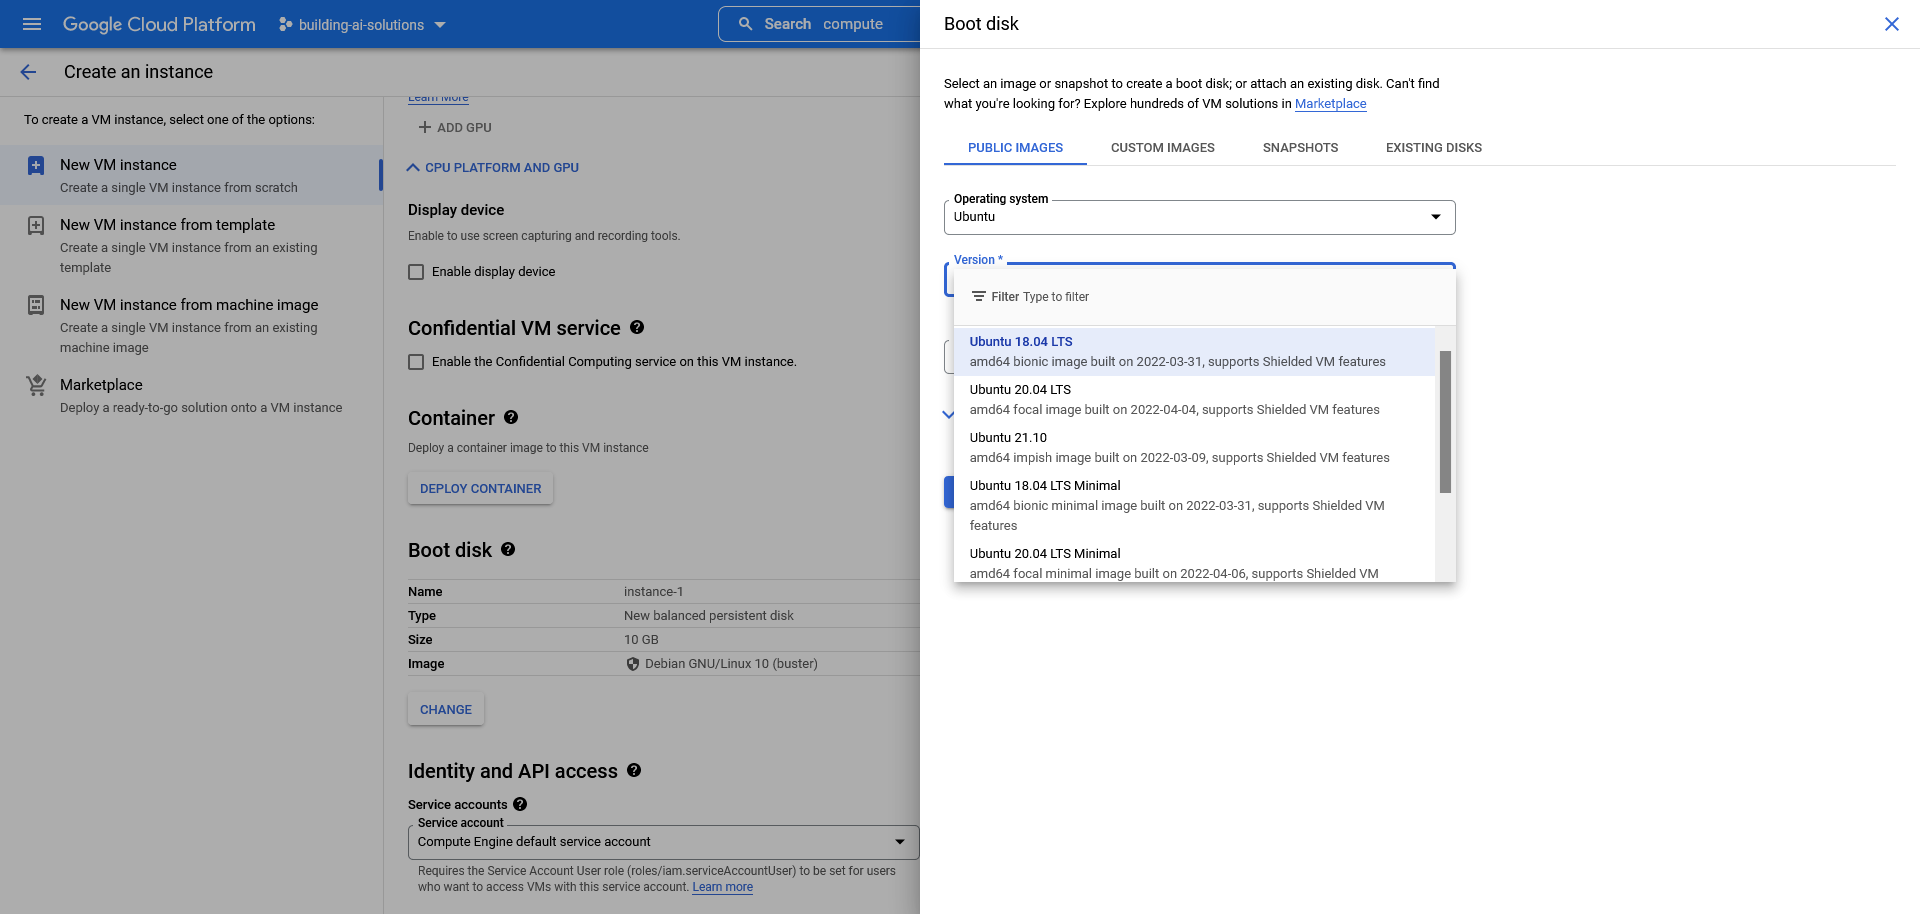 Google Cloud Platform
building-ai-solutions
Search compute
Create an instance
To create a VM instance, select one of the options:
New VM instance
Create a single VM instance from scratch
New VM instance from template
Create a single VM instance from an existing
template
New VM instance from machine image
Create a single VM instance from an existing
machine image
Marketplace
Deploy a ready-to-go solution onto a VM instance
Learn More
ADD GPU
CPU PLATFORM AND GPU
Display device
Enable to use screen capturing and recording tools.
Enable display device
Confidential VM service
Enable the Confidential Computing service on this VM instance.
Container
Deploy a container image to this VM instance
DEPLOY CONTAINER
Boot disk
Name instance-1
Type New balanced persistent disk
Size 10 GB
Image Debian GNU/Linux 10 (buster)
CHANGE
Identity and API access
Service accounts
Service account
Compute Engine default service account
Requires the Service Account User role (roles/iam.serviceAccountUser) to be set for users
who want to access VMs with this service account. Learn more
Boot disk
Select an image or snapshot to create a boot disk; or attach an existing disk. Can't find
what you're looking for? Explore hundreds of VM solutions in Marketplace
PUBLIC IMAGES CUSTOM IMAGES SNAPSHOTS EXISTING DISKS
Operating system
Ubuntu
Version *
Filter Type to filter
Ubuntu 18.04 LTS
amd64 bionic image built on 2022-03-31, supports Shielded VM features
Ubuntu 20.04 LTS
amd64 focal image built on 2022-04-04, supports Shielded VM features
Ubuntu 21.10
amd64 impish image built on 2022-03-09, supports Shielded VM features
Ubuntu 18.04 LTS Minimal
amd64 bionic minimal image built on 2022-03-31, supports Shielded VM
features
Ubuntu 20.04 LTS Minimal
amd64 focal minimal image built on 2022-04-06, supports Shielded VM